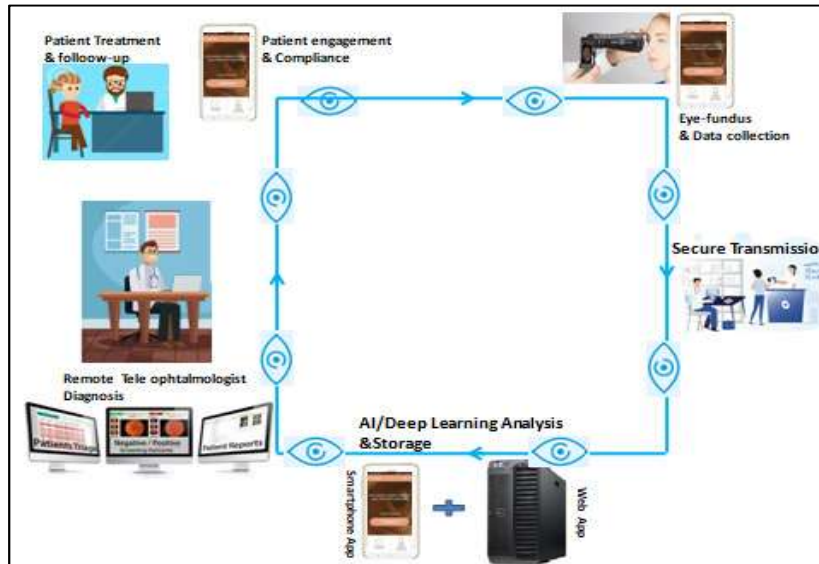 Patient Treatment
& folloow-up
Patient engagement
& Compliance
Eye-fundus
& Data collection
Secure Transmissio
Remote Tele ophtalmologist
Diagnosis
Patients Triage
Negative / Positive
Patient Reports
AI/Deep Learning Analysis
&Storage
Smartphone App
Web App